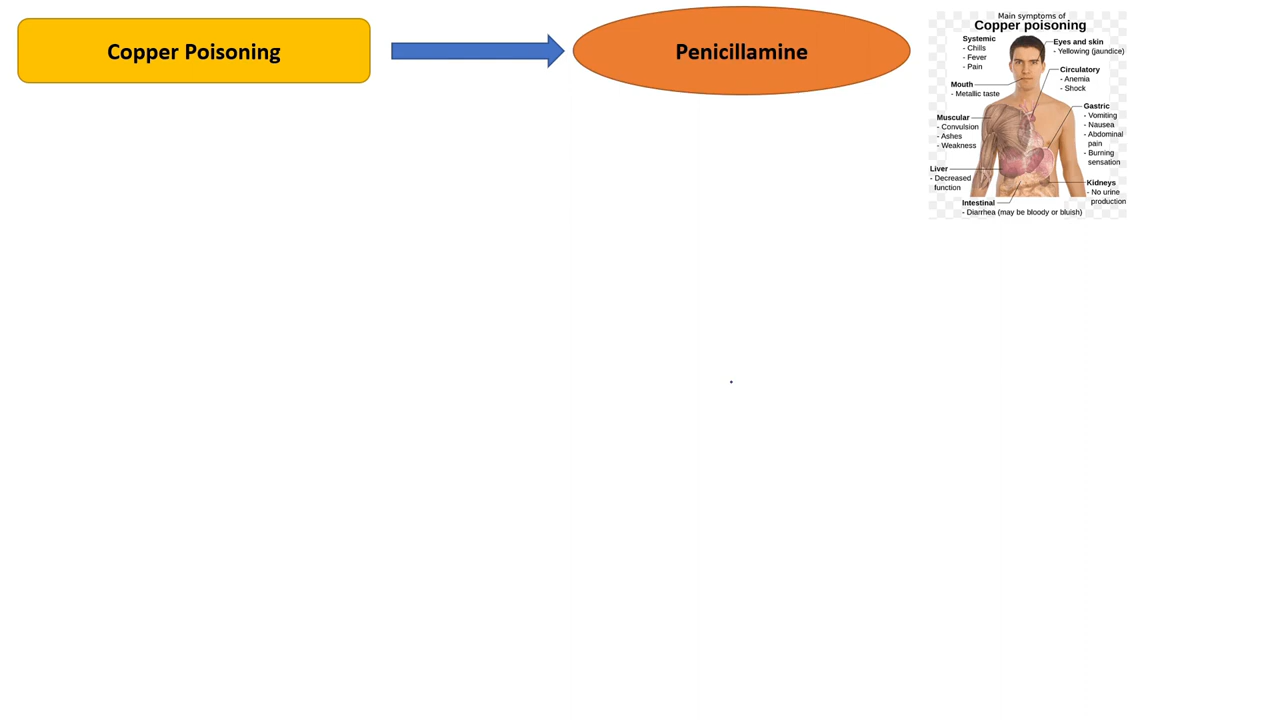 Copper Poisoning
Penicillamine
Main symptoms of
Copper poisoning
Systemic
- Chills
- Fever
- Pain
Mouth
- Metallic taste
Muscular
- Convulsion
- Ashes
- Weakness
Liver
- Decreased
function
Intestinal
- Diarrhea (may be bloody or bluish)
Eyes and skin
- Yellowing (jaundice)
Circulatory
- Anemia
- Shock
Gastric
- Vomiting
- Nausea
- Abdominal
pain
- Burning
sensation
Kidneys
- No urine
production